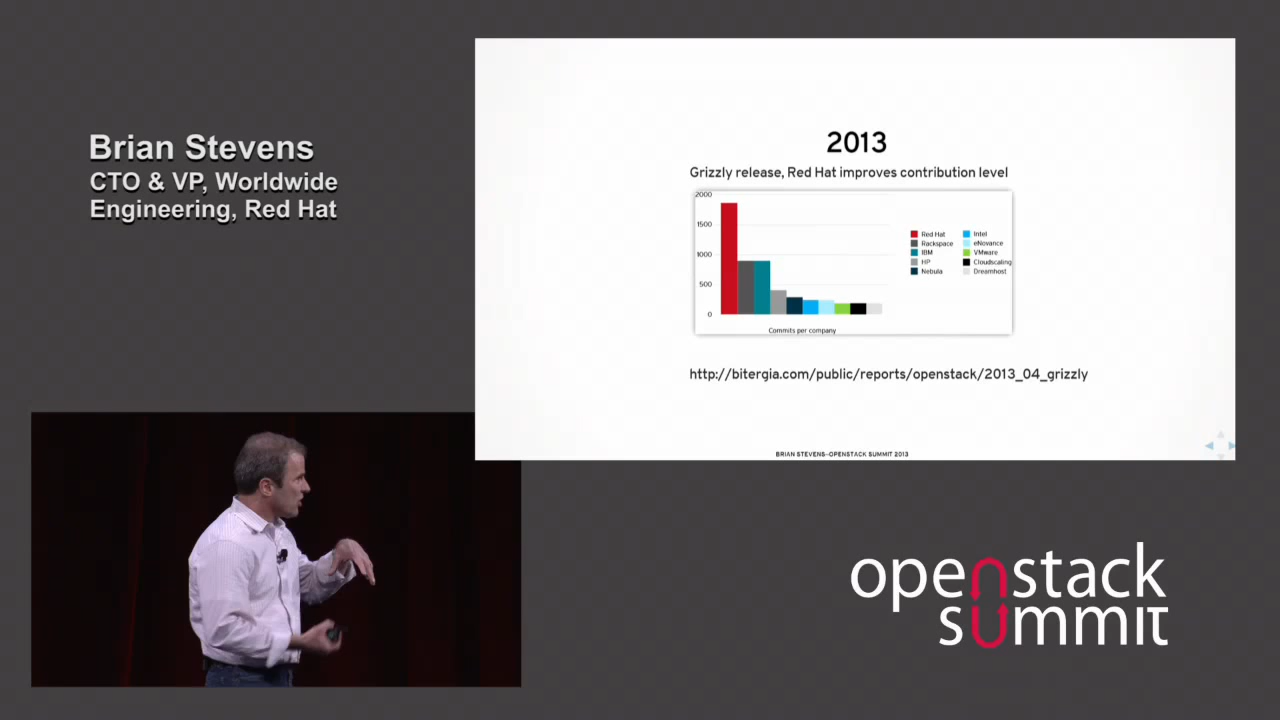 Brian Stevens
CTO & VP, Worldwide
Engineering, Red Hat
2013
Grizzly release, Red Hat improves contribution level
2000
1500
1000
500
0
Red Hat
Rackspace
IBM
HP
Nebula
Intel
eNovance
VMware
Cloudscaling
Dreamhost
Commits per company
http://bitergia.com/public/reports/openstack/2013_04_grizzly
BRIAN STEVENS-OPENSTACK SUMMIT 2013
openstack
summit